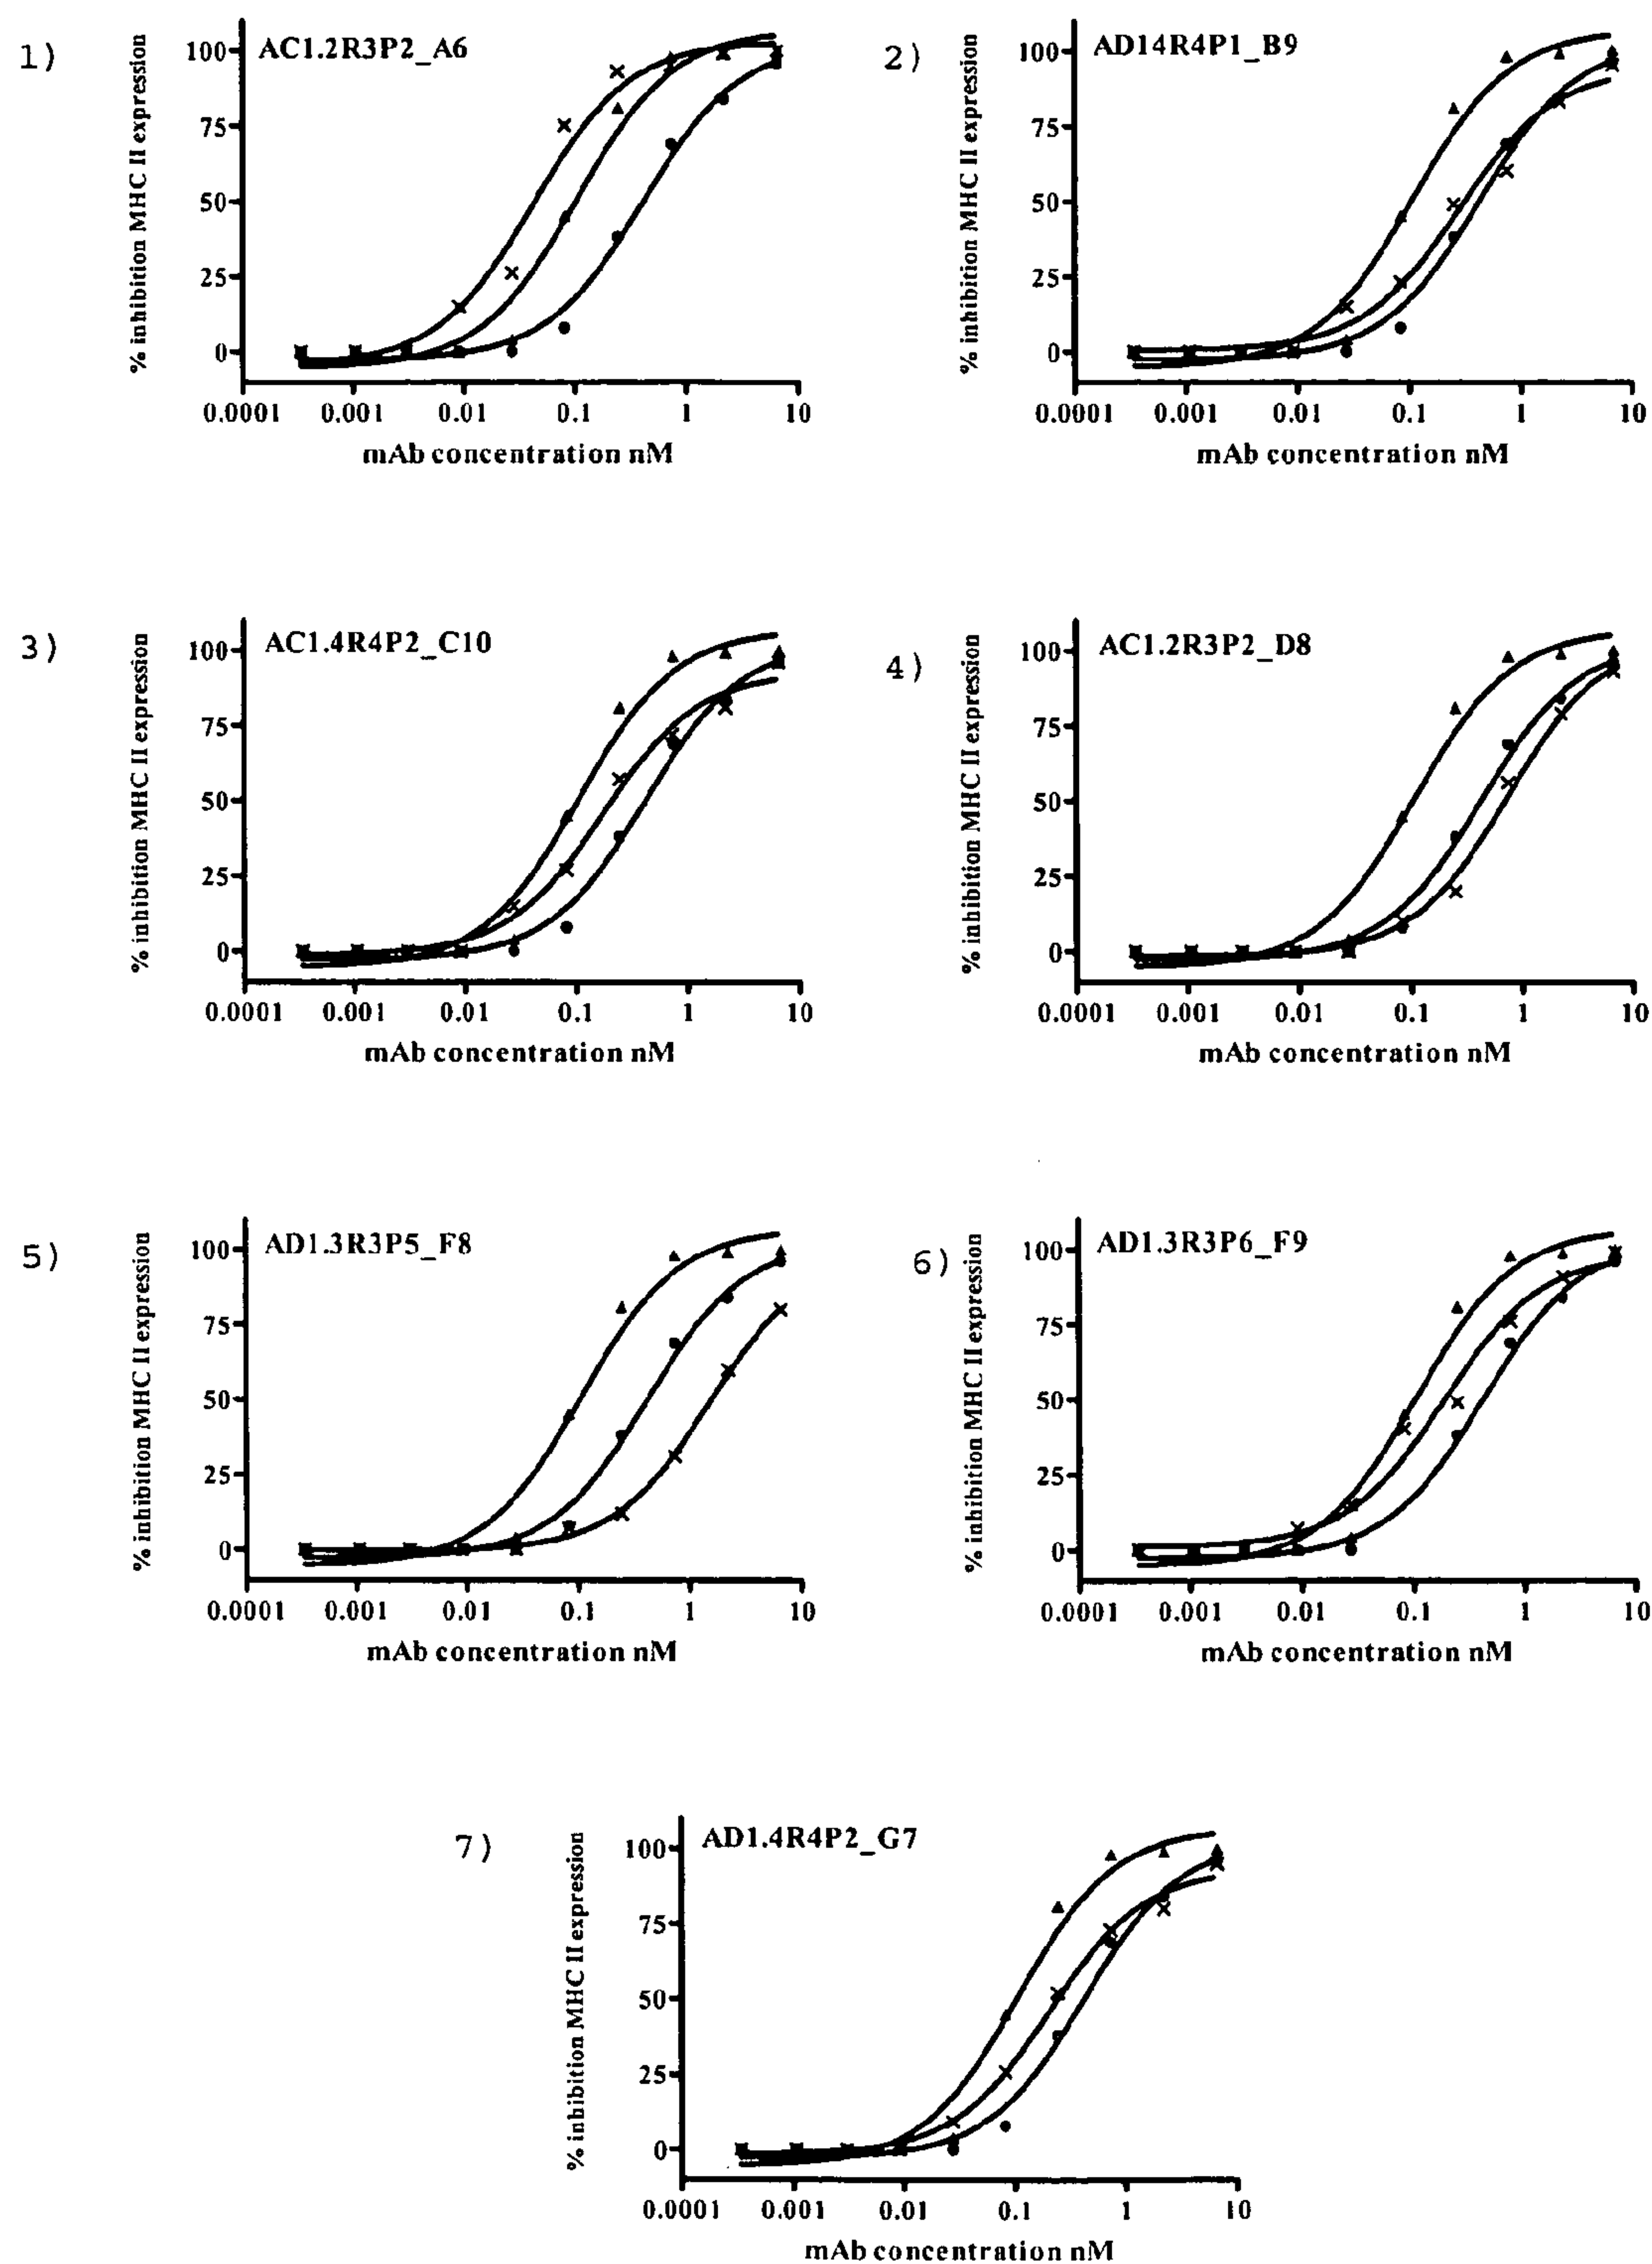 1)
AC1.2R3P2_A6
% inhibition MHC II expression
100
75
50
25
0
0.0001 0.001 0.01 0.1 1 10
mAb concentration nM
2)
AD14R4P1_B9
% inhibition MHC II expression
100
75
50
25
0
0.0001 0.001 0.01 0.1 1 10
mAb concentration nM
3)
AC1.4R4P2_C10
% inhibition MHC II expression
100
75
50
25
0
0.0001 0.001 0.01 0.1 1 10
mAb concentration nM
4)
AC1.2R3P2_D8
% inhibition MHC II expression
100
75
50
25
0
0.0001 0.001 0.01 0.1 1 10
mAb concentration nM
5)
AD1.3R3P5_F8
% inhibition MHC II expression
100
75
50
25
0
0.0001 0.001 0.01 0.1 1 10
mAb concentration nM
6)
AD1.3R3P6_F9
% inhibition MHC II expression
100
75
50
25
0
0.0001 0.001 0.01 0.1 1 10
mAb concentration nM
7)
AD1.4R4P2_G7
% inhibition MHC II expression
100
75
50
25
0
0.0001 0.001 0.01 0.1 1 10
mAb concentration nM